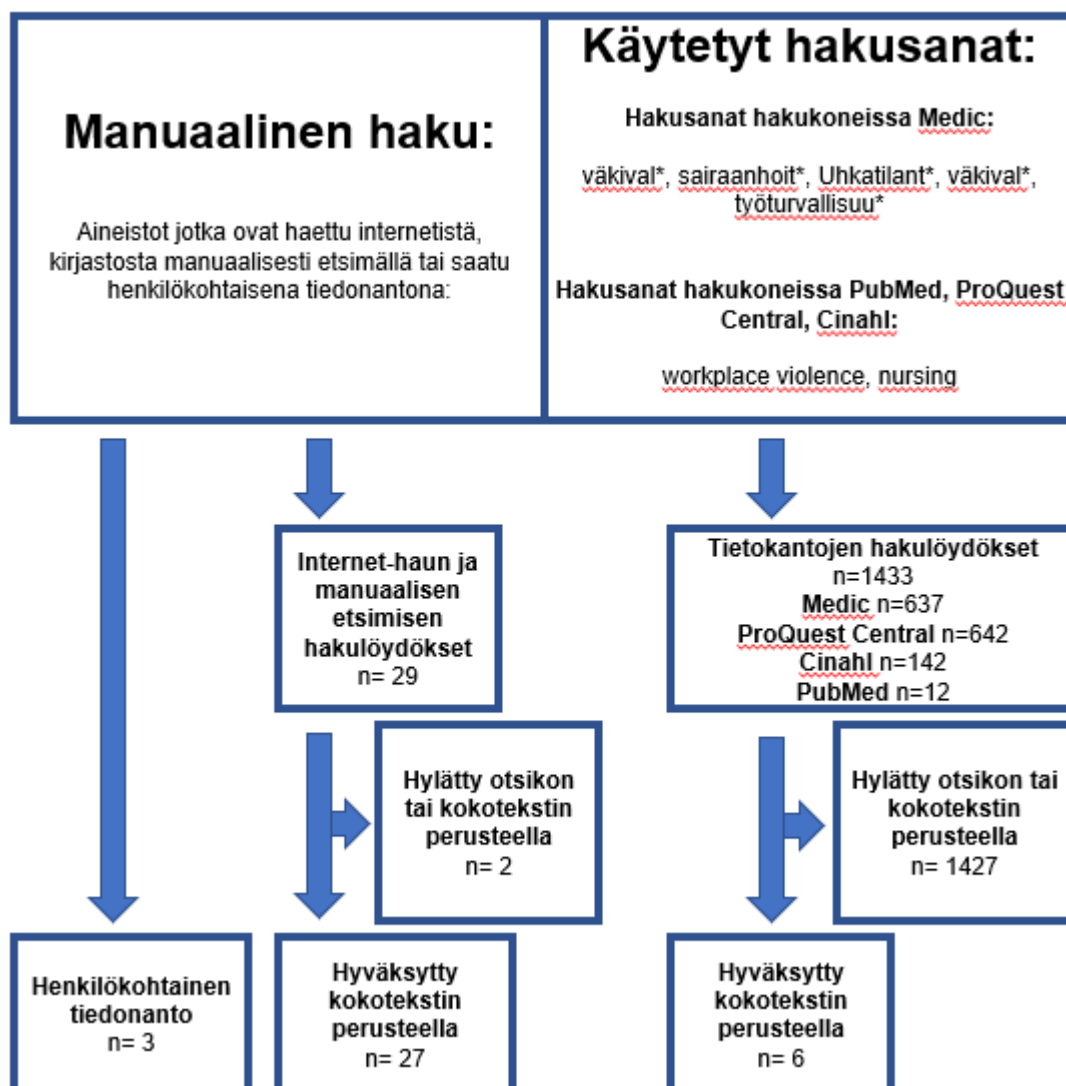 Manuaalinen haku:
Aineistot jotka ovat haettu internetistä,
kirjastosta manuaalisesti etsimällä tai saatu
henkilökohtaisena tiedonantona:
Käytetyt hakusanat:
Hakusanat hakukoneissa Medic:
väkival*, sairaanhoit*, Uhkatilant*, väkival*,
työturvallisuu*
Hakusanat hakukoneissa PubMed, ProQuest
Central, Cinahl:
workplace violence, nursing
Internet-haun ja
manuaalisen
etsimisen
hakulöydökset
n= 29
Tietokantojen hakulöydökset
n=1433
Medic n=637
ProQuest Central n=642
Cinahl n=142
PubMed n=12
Hylätty otsikon
tai kokotekstin
perusteella
n= 2
Hylätty otsikon tai
kokotekstin
perusteella
n= 1427
Henkilökohtainen
tiedonanto
n= 3
Hyväksytty
kokotekstin
perusteella
n= 27
Hyväksytty
kokotekstin
perusteella
n= 6